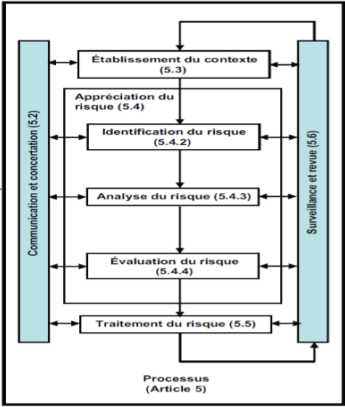 Établissement du contexte
(5.3)
Appréciation du
risque (5.4)
Identification du risque
(5.4.2)
Analyse du risque (5.4.3)
Évaluation du risque
(5.4.4)
Traitement du risque (5.5)
Communication et concertation (5.2)
Surveillance et revue (5.6)
Processus
(Article 5)